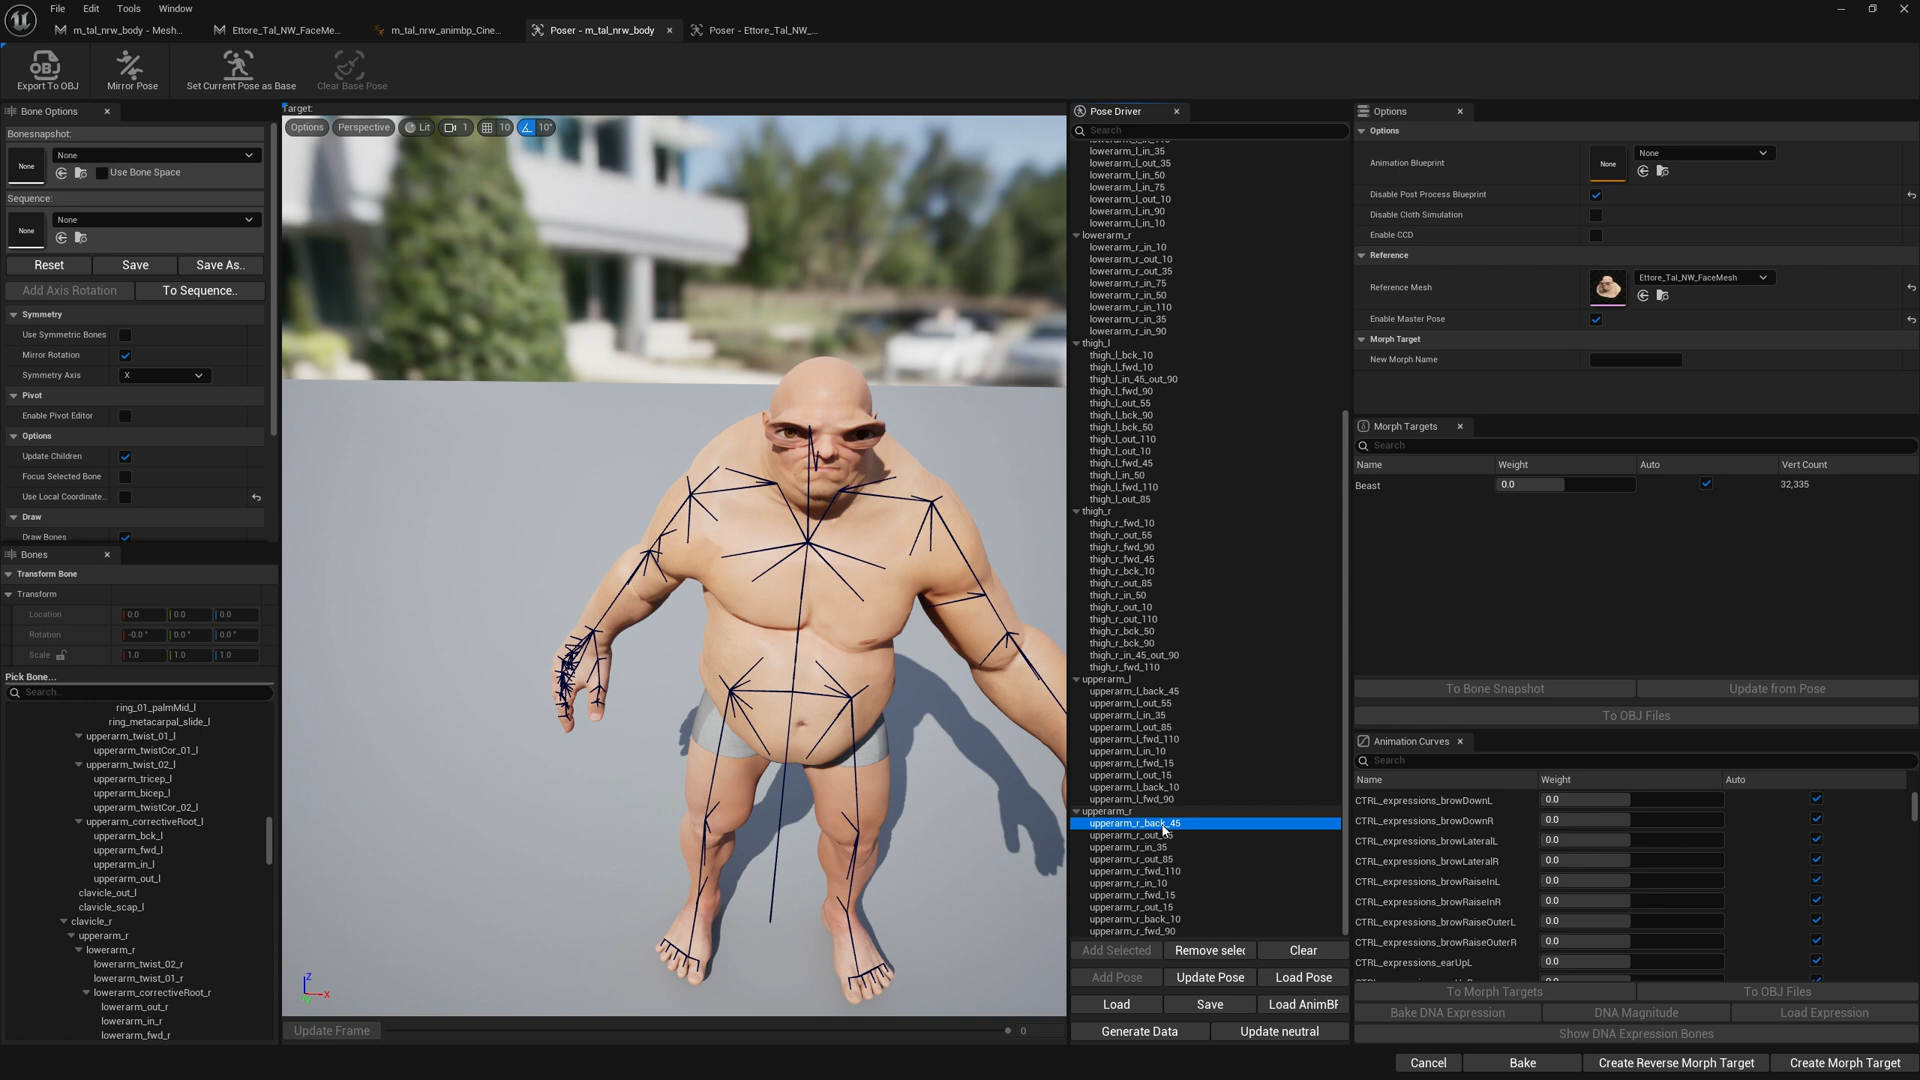 File Edit Tools Window
m_tal_nrw_body - Mesh...
Ettore_Tal_NW_FaceMe...
m_tal_nrw_animbp_Cine...
Poser - m_tal_nrw_body
Poser - Ettore_Tal_NW_...
Export To OBJ
Mirror Pose
Set Current Pose as Base
Clear Base Pose
Bone Options
Bonesnapshot:
None
None
Use Bone Space
Sequence:
None
None
Reset
Save
Save As..
Add Axis Rotation
To Sequence..
Symmetry
Use Symmetric Bones
Mirror Rotation
Symmetry Axis X
Pivot
Enable Pivot Editor
Options
Update Children
Focus Selected Bone
Use Local Coordinate...
Draw
Draw Bones
Bones
Transform Bone
Transform
Location 0.0 0.0 0.0
Rotation -0.0 ° 0.0 ° 0.0 °
Scale 1.0 1.0 1.0
Pick Bone...
Search...
ring_01_palmMid_l
ring_metacarpal_slide_l
upperarm_twist_01_l
upperarm_twistCor_01_l
upperarm_twist_02_l
upperarm_tricep_l
upperarm_bicep_l
upperarm_twistCor_02_l
upperarm_correctiveRoot_l
upperarm_bck_l
upperarm_fwd_l
upperarm_in_l
upperarm_out_l
clavicle_out_l
clavicle_scap_l
clavicle_r
upperarm_r
lowerarm_r
lowerarm_twist_02_r
lowerarm_twist_01_r
lowerarm_correctiveRoot_r
lowerarm_out_r
lowerarm_in_r
lowerarm_fwd_r
Target:
Options
Perspective
Lit
1
10
10°
Z
X
Update Frame
0
Pose Driver
Search
lowerarm_l_in_35
lowerarm_l_out_35
lowerarm_l_in_50
lowerarm_l_in_75
lowerarm_l_out_10
lowerarm_l_in_90
lowerarm_l_in_10
lowerarm_r
lowerarm_r_in_10
lowerarm_r_out_10
lowerarm_r_out_35
lowerarm_r_in_75
lowerarm_r_in_50
lowerarm_r_in_110
lowerarm_r_in_35
lowerarm_r_in_90
thigh_l
thigh_l_bck_10
thigh_l_fwd_10
thigh_l_in_45_out_90
thigh_l_fwd_90
thigh_l_out_55
thigh_l_bck_90
thigh_l_bck_50
thigh_l_out_110
thigh_l_out_10
thigh_l_fwd_45
thigh_l_in_50
thigh_l_fwd_110
thigh_l_out_85
thigh_r
thigh_r_fwd_10
thigh_r_out_55
thigh_r_fwd_90
thigh_r_fwd_45
thigh_r_bck_10
thigh_r_out_85
thigh_r_in_50
thigh_r_out_10
thigh_r_out_110
thigh_r_bck_50
thigh_r_bck_90
thigh_r_in_45_out_90
thigh_r_fwd_110
upperarm_l
upperarm_l_back_45
upperarm_l_out_55
upperarm_l_in_35
upperarm_l_out_85
upperarm_l_fwd_110
upperarm_l_in_10
upperarm_l_fwd_15
upperarm_l_out_15
upperarm_l_back_10
upperarm_l_fwd_90
upperarm_r
upperarm_r_back_45
upperarm_r_in_35
upperarm_r_out_85
upperarm_r_fwd_110
upperarm_r_in_10
upperarm_r_fwd_15
upperarm_r_out_15
upperarm_r_back_10
upperarm_r_fwd_90
Add Selected
Remove selec
Clear
Add Pose
Update Pose
Load Pose
Load
Save
Load AnimBF
Generate Data
Update neutral
Options
Options
Animation Blueprint None None
Disable Post Process Blueprint
Disable Cloth Simulation
Enable CCD
Reference
Reference Mesh Ettore_Tal_NW_FaceMesh
Enable Master Pose
Morph Target
New Morph Name
Morph Targets
Search
Name Weight Auto Vert Count
Beast 0.0 32,335
To Bone Snapshot
Update from Pose
To OBJ Files
Animation Curves
Search
Name Weight Auto
CTRL_expressions_browDownL 0.0
CTRL_expressions_browDownR 0.0
CTRL_expressions_browLateralL 0.0
CTRL_expressions_browLateralR 0.0
CTRL_expressions_browRaiseInL 0.0
CTRL_expressions_browRaiseInR 0.0
CTRL_expressions_browRaiseOuterL 0.0
CTRL_expressions_browRaiseOuterR 0.0
CTRL_expressions_earUpL 0.0
To Morph Targets
To OBJ Files
Bake DNA Expression
DNA Magnitude
Load Expression
Show DNA Expression Bones
Cancel
Bake
Create Reverse Morph Target
Create Morph Target